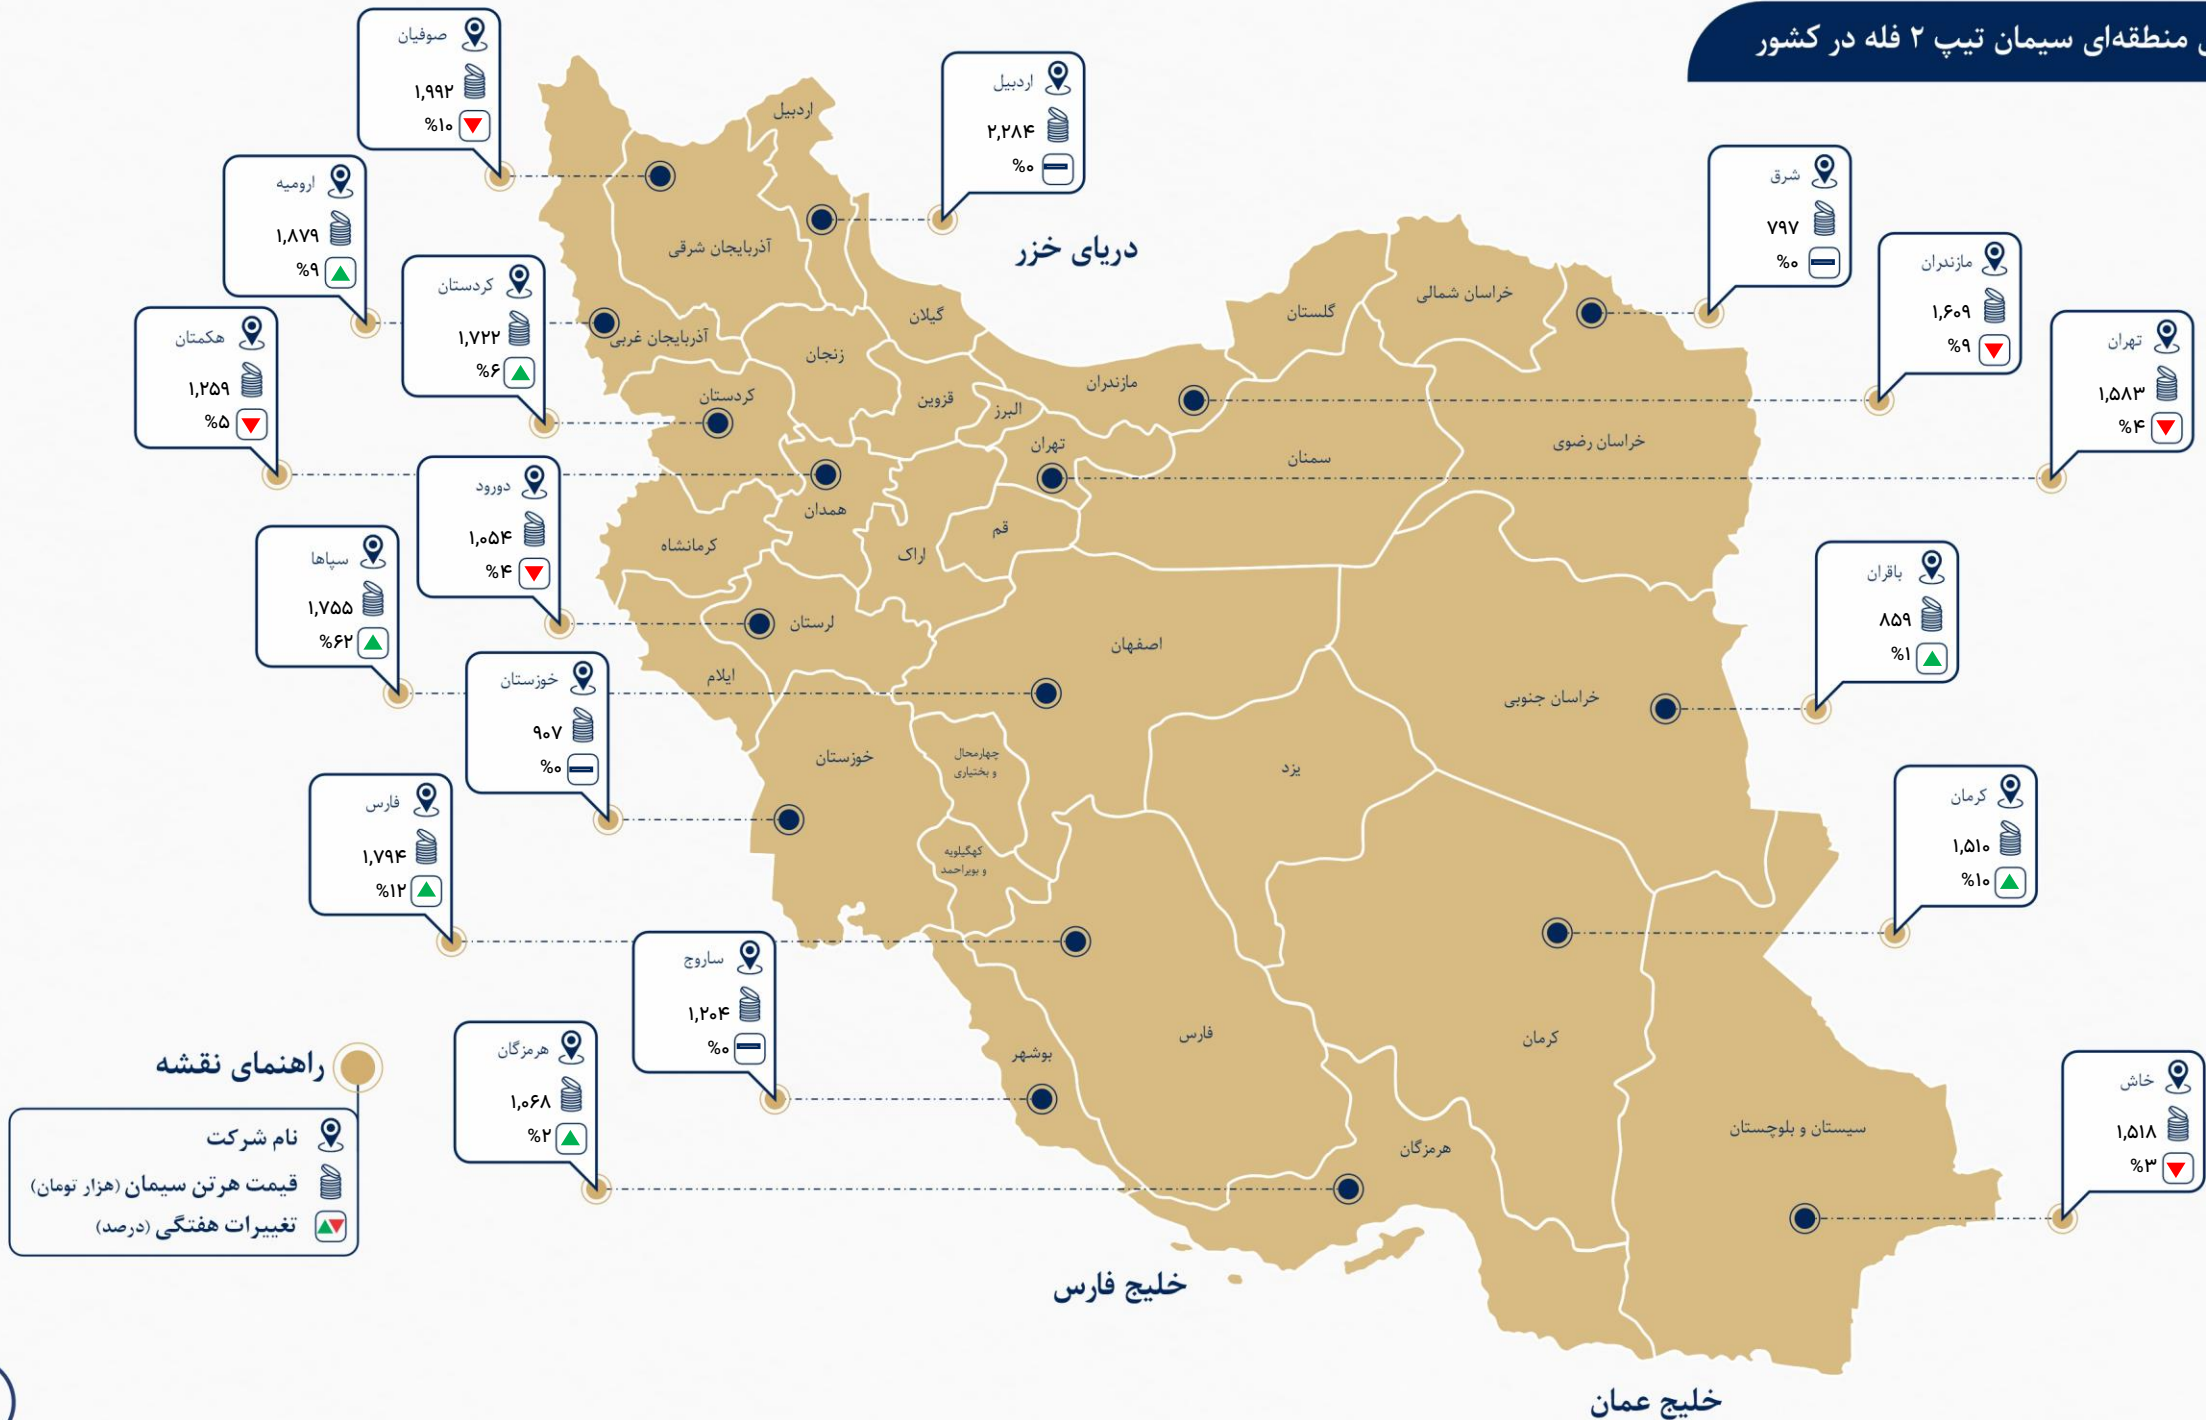 منطقه‌ای سیمان تیپ ۲ فله در کشور
صوفیان
۱,۹۹۲
%۱۰
اردبیل
۲,۲۸۴
%۰
ارومیه
۱,۸۷۹
%۹
کردستان
۱,۷۲۲
%۶
هکمتان
۱,۲۵۹
%۵
دورود
۱,۰۵۴
%۴
سپاها
۱,۷۵۵
%۶۲
خوزستان
۹۰۷
%۰
فارس
۱,۷۹۴
%۱۲
ساروج
۱,۲۰۴
%۰
هرمزگان
۱,۰۶۸
%۲
شرق
۷۹۷
%۰
مازندران
۱,۶۰۹
%۹
تهران
۱,۵۸۳
%۴
باقران
۸۵۹
%۱
کرمان
۱,۵۱۰
%۱۰
خاش
۱,۵۱۸
%۳
دریای خزر
اردبیل
آذربایجان شرقی
آذربایجان غربی
گیلان
زنجان
کردستان
قزوین
البرز
مازندران
گلستان
خراسان شمالی
خراسان رضوی
سمنان
تهران
قم
اراک
همدان
کرمانشاه
لرستان
ایلام
اصفهان
خراسان جنوبی
یزد
خوزستان
چهارمحال
و بختیاری
کهگیلویه
و بویراحمد
فارس
بوشهر
کرمان
هرمزگان
سیستان و بلوچستان
خلیج فارس
خلیج عمان
راهنمای نقشه
نام شرکت
قیمت هرتن سیمان (هزار تومان)
تغییرات هفتگی (درصد)